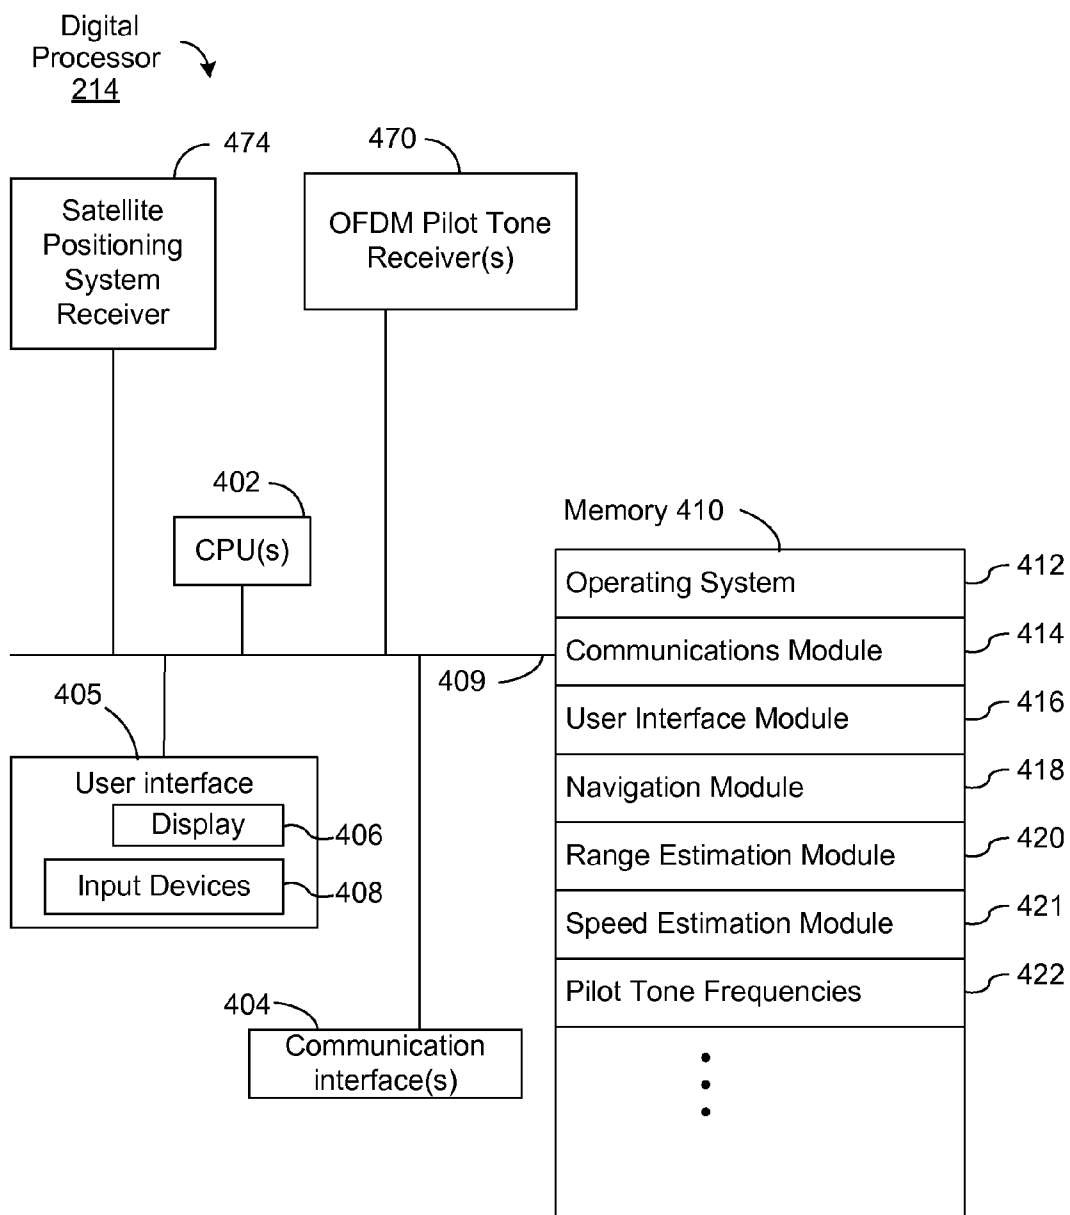 Digital
Processor
214
474
470
Satellite
Positioning
System
Receiver
OFDM Pilot Tone
Receiver(s)
402
CPU(s)
Memory 410
Operating System
412
Communications Module
414
409
User Interface Module
416
405
User interface
Display
406
Input Devices
408
Navigation Module
418
Range Estimation Module
420
Speed Estimation Module
421
Pilot Tone Frequencies
422
404
Communication
interface(s)